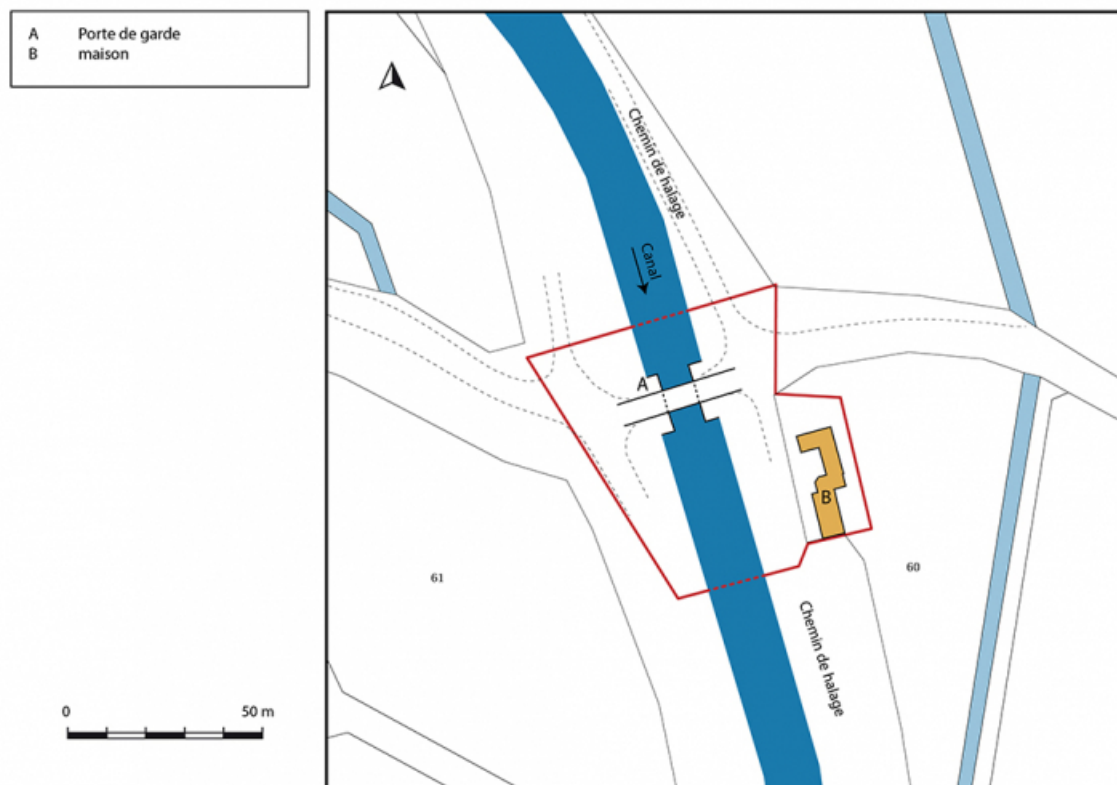 A Porte de garde
B maison
Chemin de halage
Canal
A
B
61
60
Chemin de halage
0 50 m